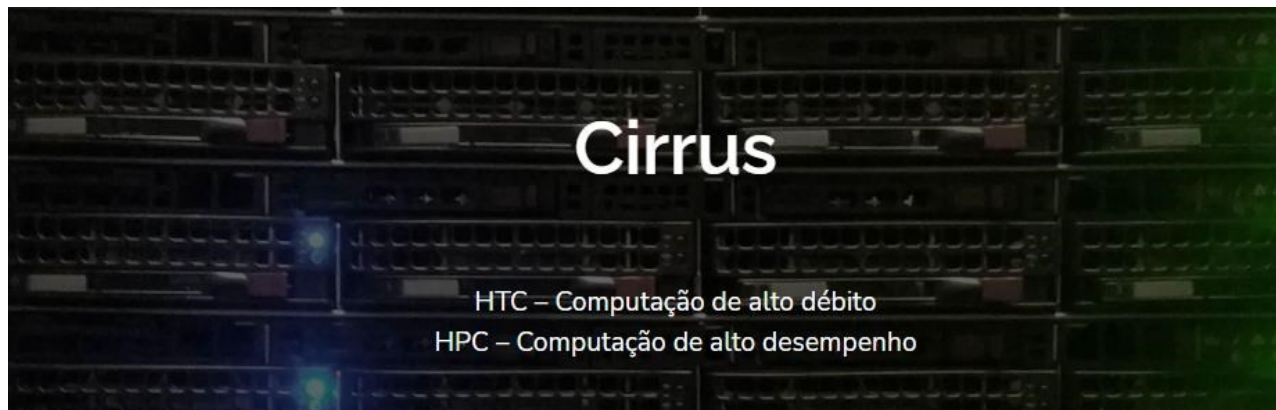 Cirrus
HTC – Computação de alto débito
HPC – Computação de alto desempenho